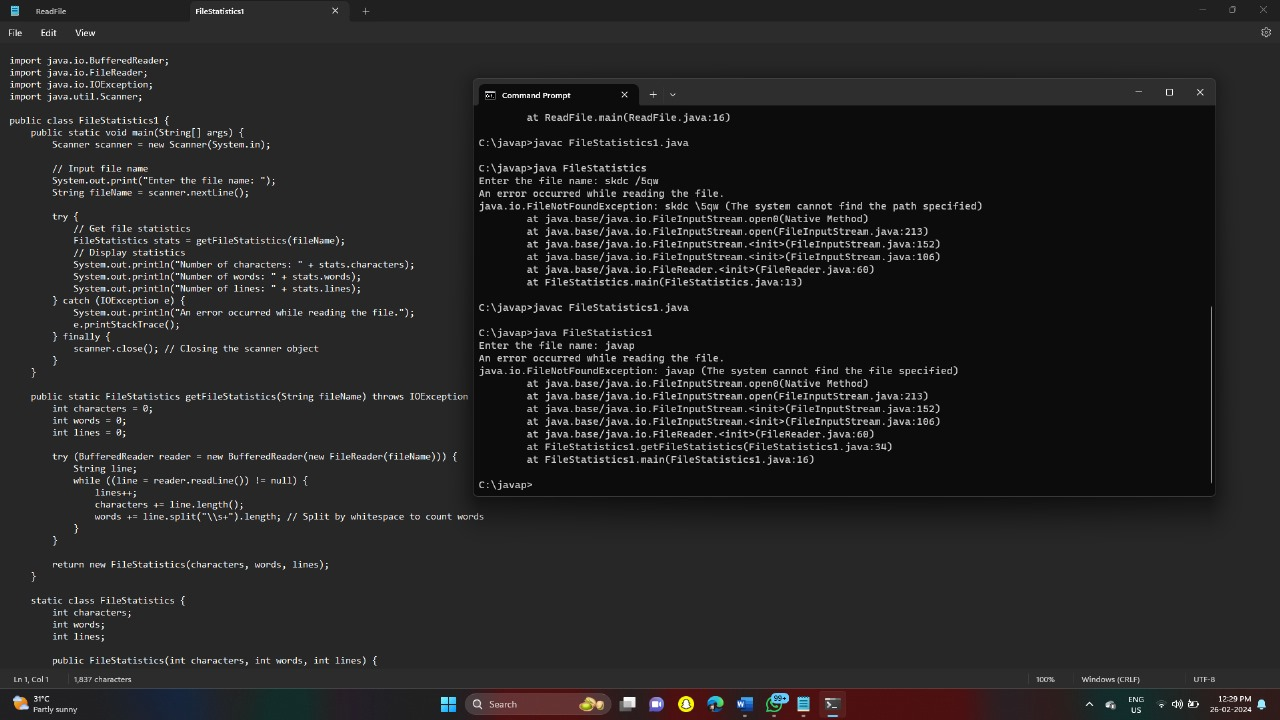 ReadFile
FileStatistics1
File Edit View
import java.io.BufferedReader;
import java.io.FileReader;
import java.io.IOException;
import java.util.Scanner;
public class FileStatistics1 {
public static void main(String[] args) {
Scanner scanner = new Scanner(System.in);
// Input file name
System.out.print("Enter the file name: ");
String fileName = scanner.nextLine();
try {
// Get file statistics
FileStatistics stats = getFileStatistics(fileName);
// Display statistics
System.out.println("Number of characters: " + stats.characters);
System.out.println("Number of words: " + stats.words);
System.out.println("Number of lines: " + stats.lines);
} catch (IOException e) {
System.out.println("An error occurred while reading the file.");
e.printStackTrace();
} finally {
scanner.close(); // Closing the scanner object
}
}
public static FileStatistics getFileStatistics(String fileName) throws IOException
int characters = 0;
int words = 0;
int lines = 0;
try (BufferedReader reader = new BufferedReader(new FileReader(fileName))) {
String line;
while ((line = reader.readLine()) != null) {
lines++;
characters += line.length();
words += line.split("\\s+").length; // Split by whitespace to count words
}
}
return new FileStatistics(characters, words, lines);
}
static class FileStatistics {
int characters;
int words;
int lines;
public FileStatistics(int characters, int words, int lines) {
Command Prompt
at ReadFile.main(ReadFile.java:16)
C:\javap>javac FileStatistics1.java
C:\javap>java FileStatistics
Enter the file name: skdc /5qw
An error occurred while reading the file.
java.io.FileNotFoundException: skdc \5qw (The system cannot find the path specified)
at java.base/java.io.FileInputStream.open0(Native Method)
at java.base/java.io.FileInputStream.open(FileInputStream.java:213)
at java.base/java.io.FileInputStream.<init>(FileInputStream.java:152)
at java.base/java.io.FileInputStream.<init>(FileInputStream.java:106)
at java.base/java.io.FileReader.<init>(FileReader.java:60)
at FileStatistics.main(FileStatistics.java:13)
C:\javap>javac FileStatistics1.java
C:\javap>java FileStatistics1
Enter the file name: javap
An error occurred while reading the file.
java.io.FileNotFoundException: javap (The system cannot find the file specified)
at java.base/java.io.FileInputStream.open0(Native Method)
at java.base/java.io.FileInputStream.open(FileInputStream.java:213)
at java.base/java.io.FileInputStream.<init>(FileInputStream.java:152)
at java.base/java.io.FileInputStream.<init>(FileInputStream.java:106)
at java.base/java.io.FileReader.<init>(FileReader.java:60)
at FileStatistics1.getFileStatistics(FileStatistics1.java:34)
at FileStatistics1.main(FileStatistics1.java:16)
C:\javap>
Ln 1, Col 1 1,837 characters 100% Windows (CRLF) UTF-8
31°C
Partly sunny
Search
99+
ENG
US
12:29 PM
26-02-2024